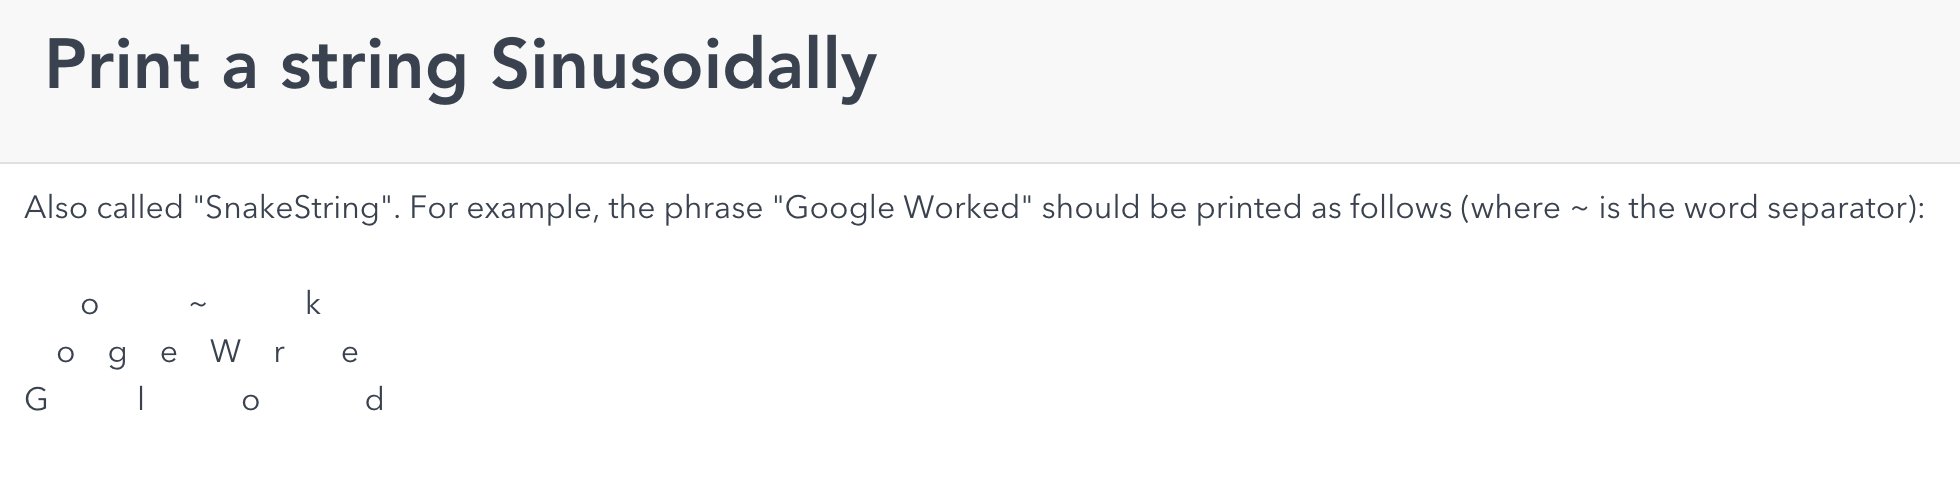 Print a string Sinusoidally
Also called "SnakeString". For example, the phrase "Google Worked" should be printed as follows (where ~ is the word separator):
o ~ k
o g e W r e
G l o d